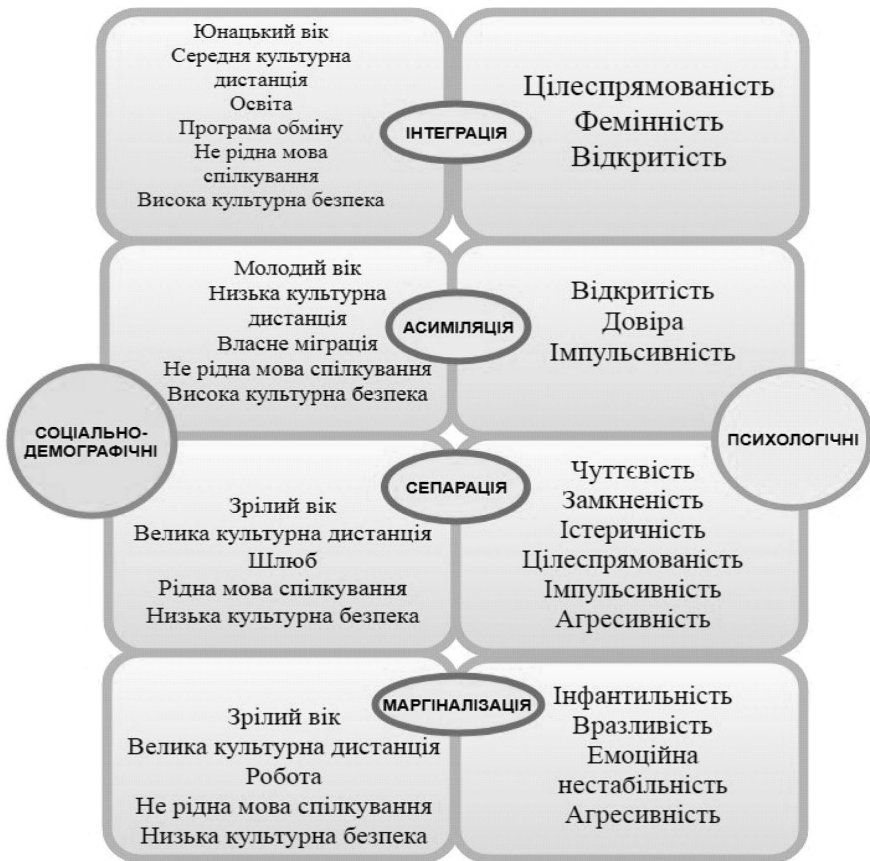 Юнацький вік
Середня культурна
дистанція
Освіта
Програма обміну
Не рідна мова
спілкування
Висока культурна безпека
ІНТЕГРАЦІЯ
Цілеспрямованість
Фемінність
Відкритість
Молодий вік
Низька культурна
дистанція
Власне міграція
Не рідна мова спілкування
Висока культурна безпека
АСИМІЛЯЦІЯ
Відкритість
Довіра
Імпульсивність
СОЦІАЛЬНО-
ДЕМОГРАФІЧНІ
ПСИХОЛОГІЧНІ
Зрілий вік
Велика культурна дистанція
Шлюб
Рідна мова спілкування
Низька культурна безпека
СЕПАРАЦІЯ
Чуттєвість
Замкненість
Істеричність
Цілеспрямованість
Імпульсивність
Агресивність
Зрілий вік
Велика культурна дистанція
Робота
Не рідна мова спілкування
Низька культурна безпека
МАРГІНАЛІЗАЦІЯ
Інфантильність
Вразливість
Емоційна
нестабільність
Агресивність